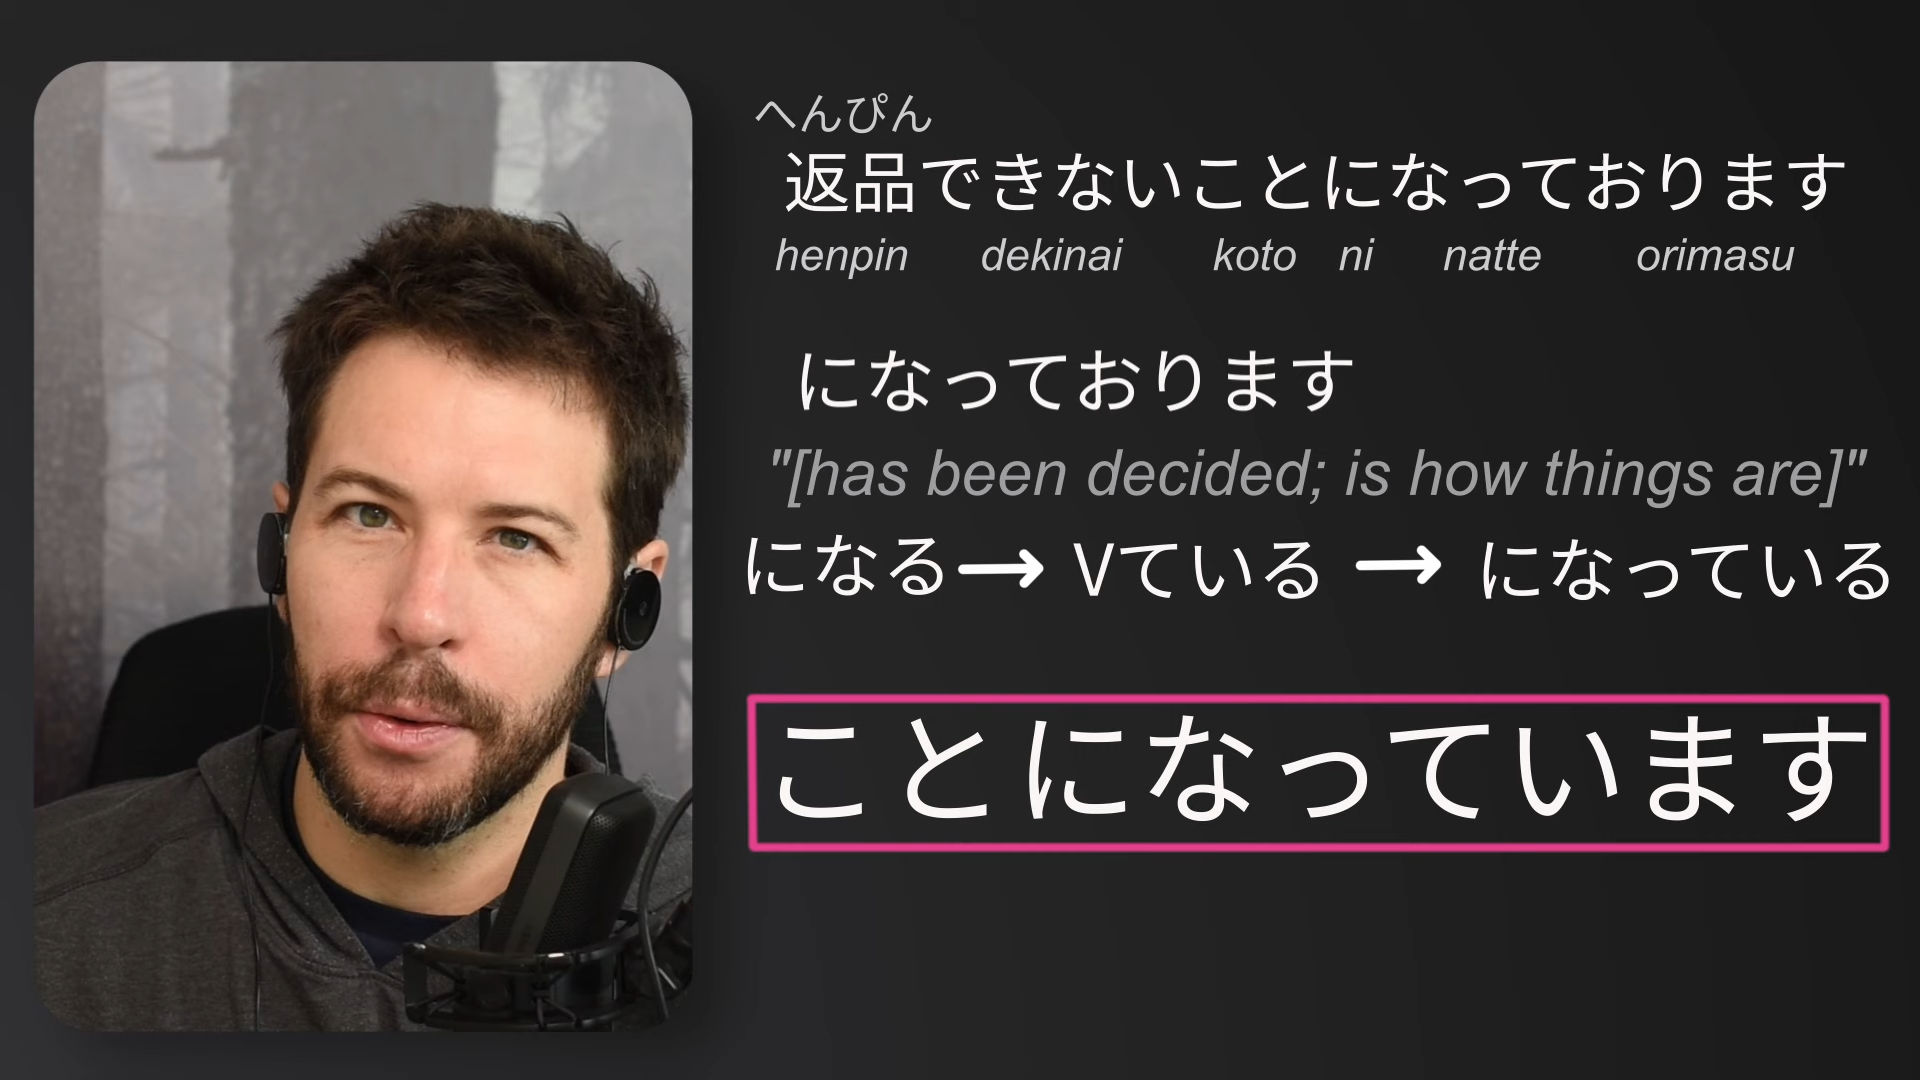 へんぴん
返品できないことになっております
henpin dekinai koto ni natte orimasu
になっております
"[has been decided; is how things are]"
になる→ Vている → になっている
ことになっています